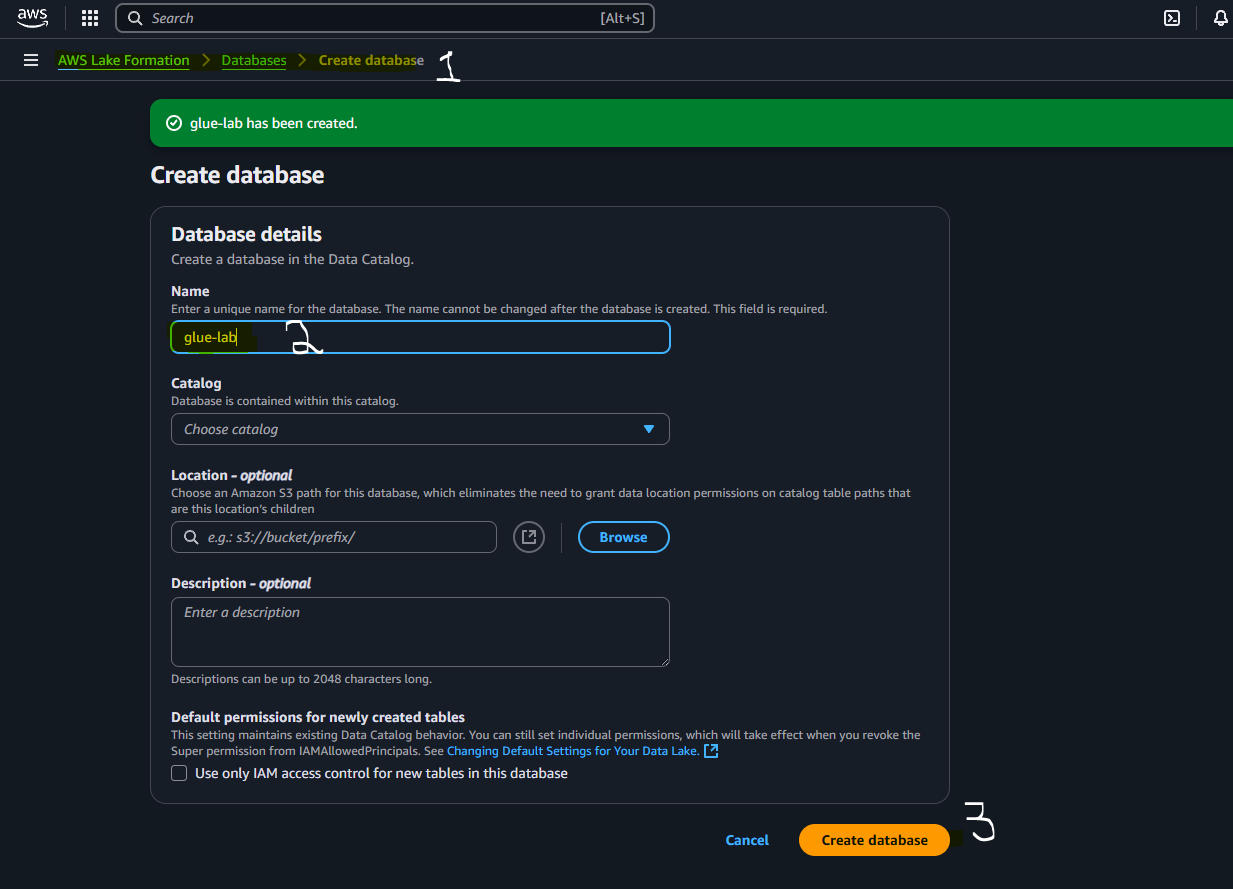 aws
Search [Alt+S]
AWS Lake Formation > Databases > Create database 1
glue-lab has been created.
Create database
Database details
Create a database in the Data Catalog.
Name
Enter a unique name for the database. The name cannot be changed after the database is created. This field is required.
glue-lab 2
Catalog
Database is contained within this catalog.
Choose catalog
Location - optional
Choose an Amazon S3 path for this database, which eliminates the need to grant data location permissions on catalog table paths that
are this location's children
e.g.: s3://bucket/prefix/ Browse
Description - optional
Enter a description
Descriptions can be up to 2048 characters long.
Default permissions for newly created tables
This setting maintains existing Data Catalog behavior. You can still set individual permissions, which will take effect when you revoke the
Super permission from IAMAllowedPrincipals. See Changing Default Settings for Your Data Lake.
Use only IAM access control for new tables in this database
Cancel Create database 3